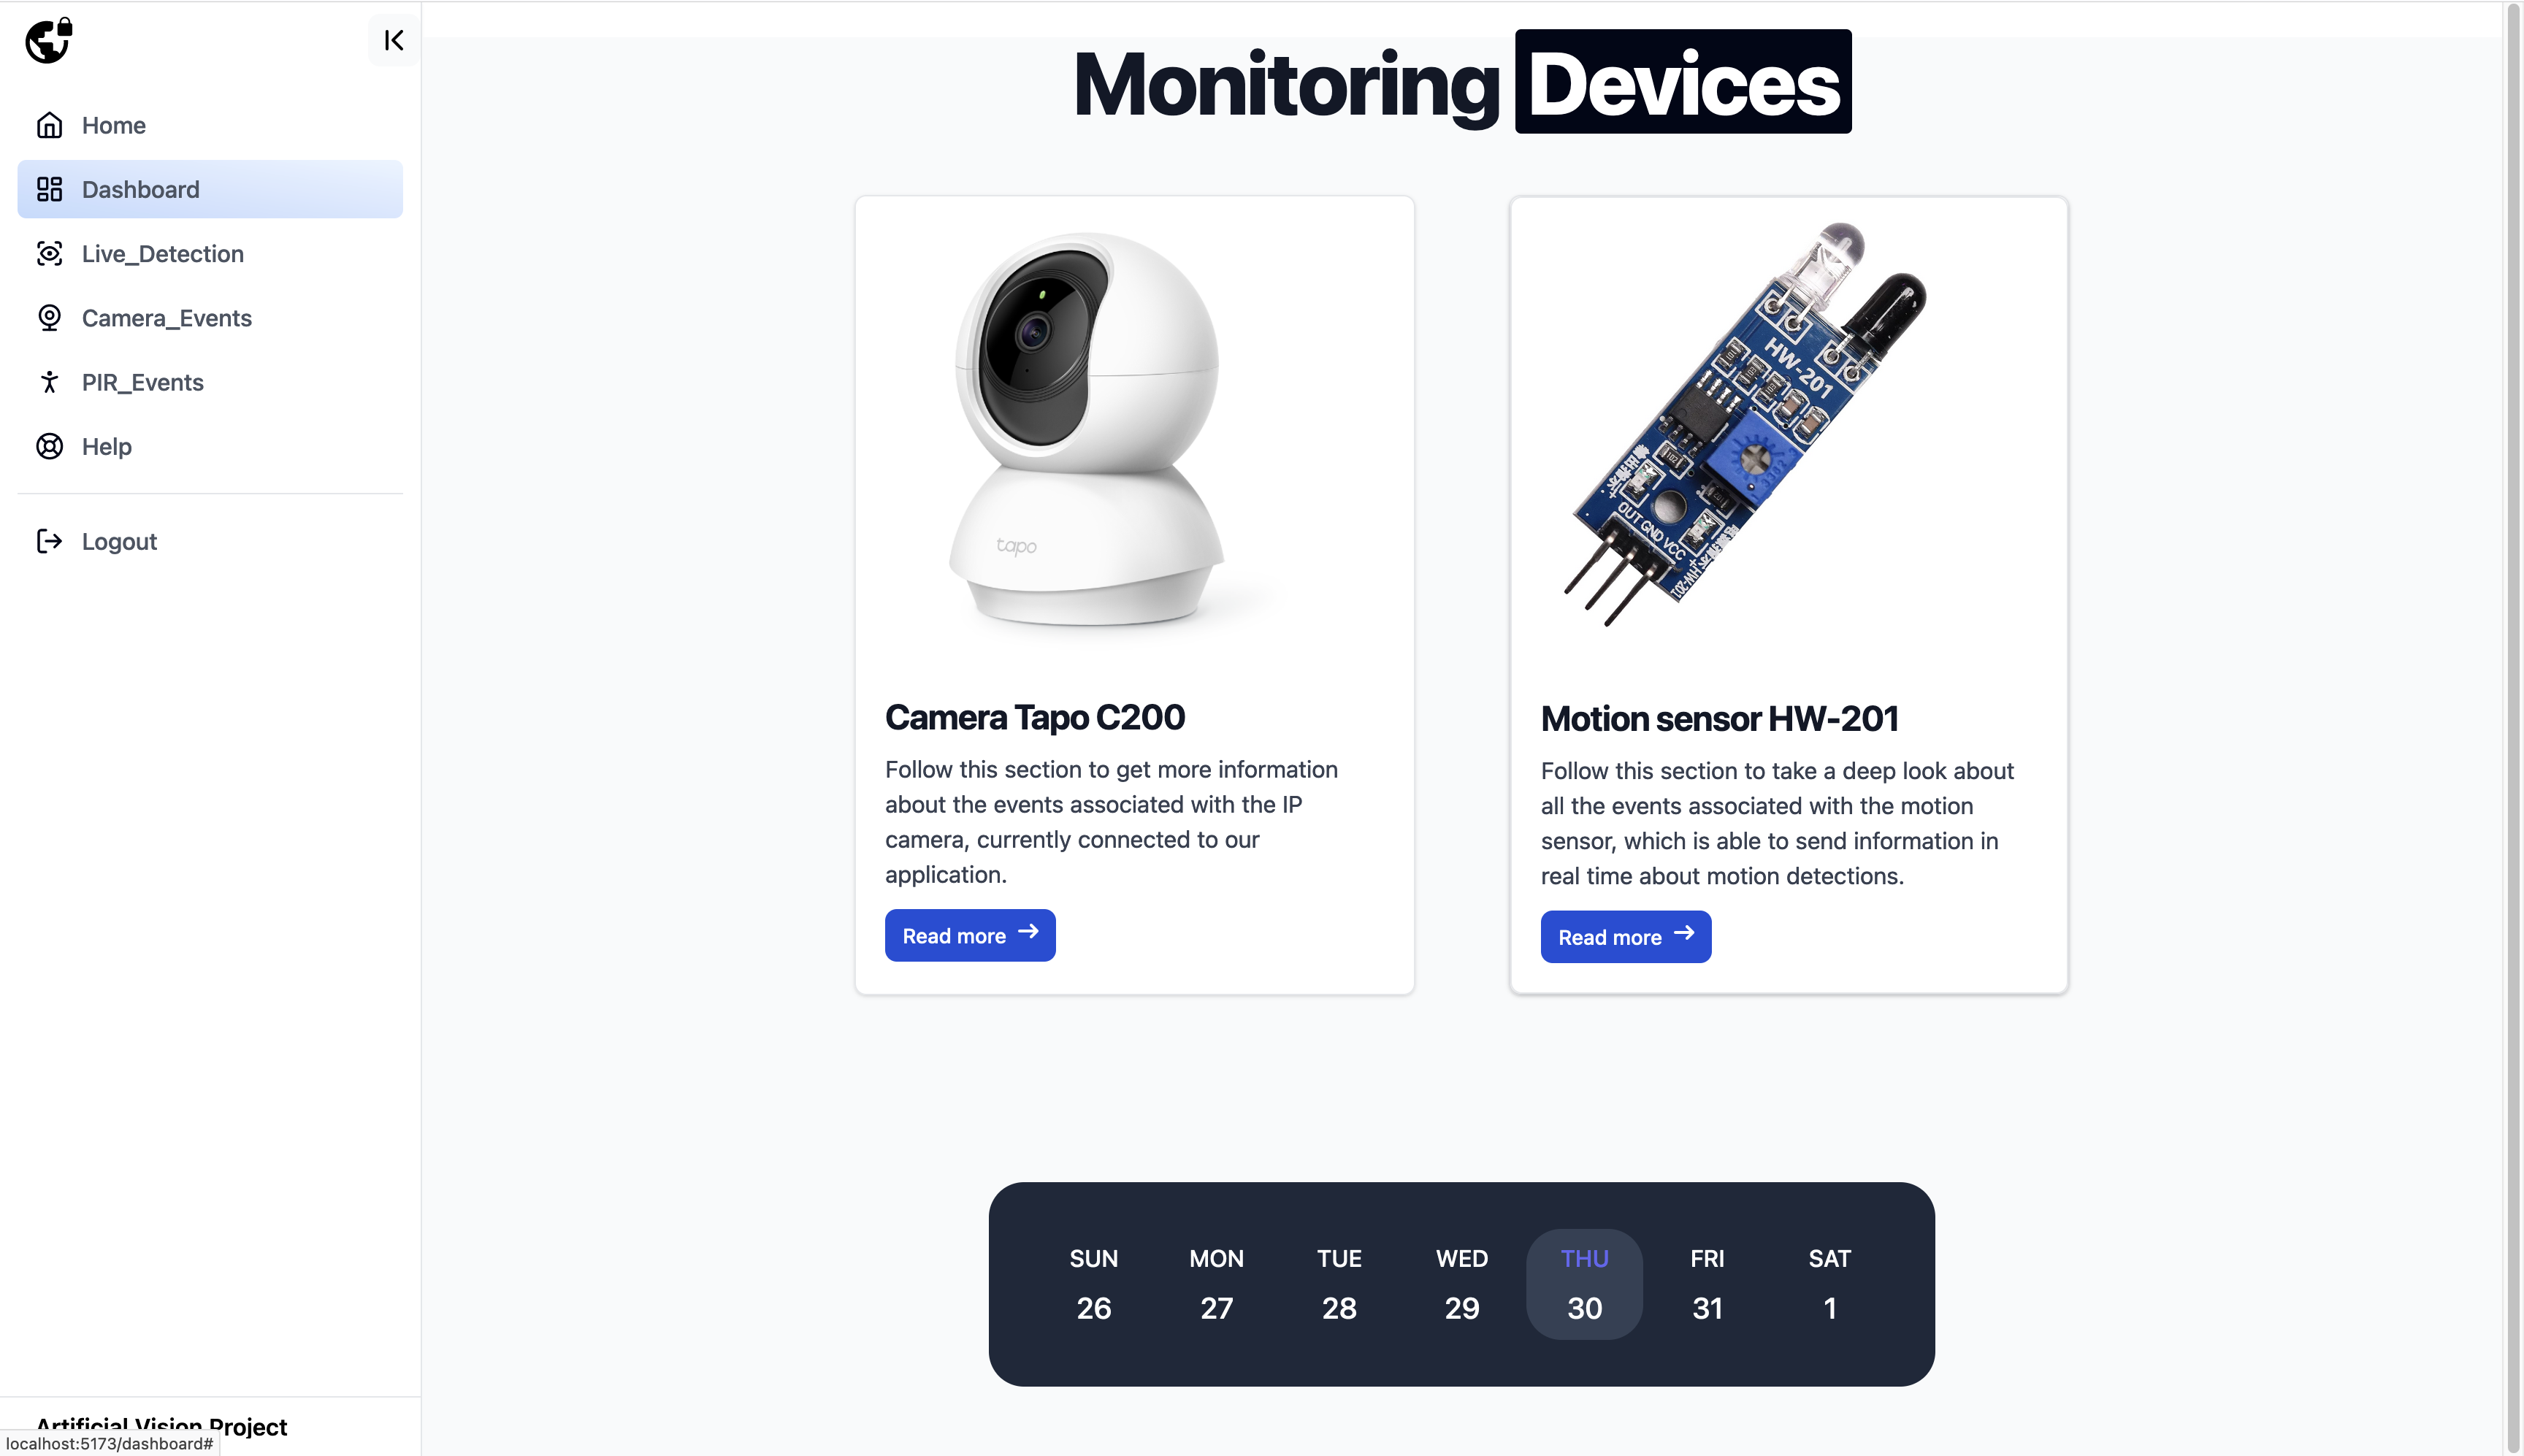 Home
Dashboard
Live_Detection
Camera_Events
PIR_Events
Help
Logout
Artificial Vision Project
localhost:5173/dashboard#
Monitoring Devices
tapo
Camera Tapo C200
Follow this section to get more information
about the events associated with the IP
camera, currently connected to our
application.
Read more
HW-201
OUT GND VCC
HW-201
Motion sensor HW-201
Follow this section to take a deep look about
all the events associated with the motion
sensor, which is able to send information in
real time about motion detections.
Read more
SUN MON TUE WED THU FRI SAT
26 27 28 29 30 31 1